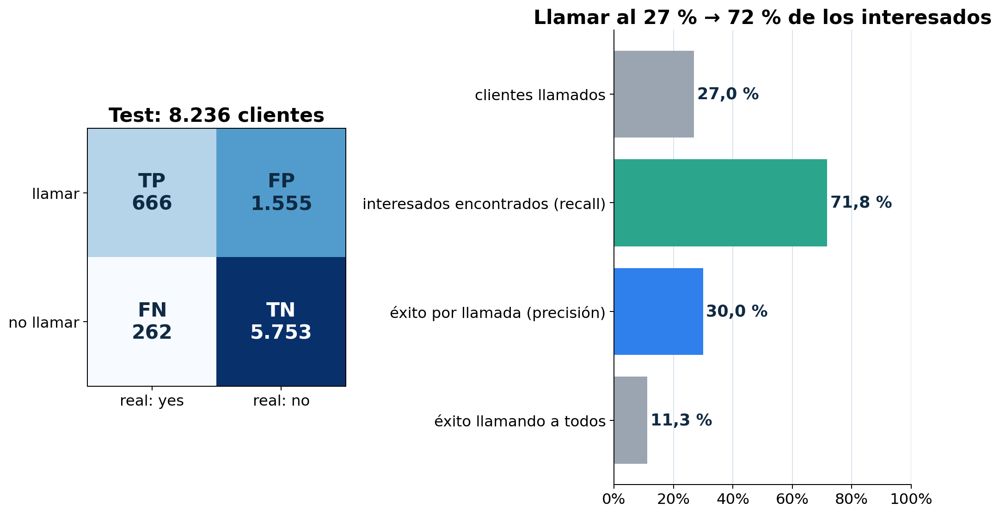 Test: 8.236 clientes
llamar
TP
666
FP
1.555
no llamar
FN
262
TN
5.753
real: yes
real: no
Llamar al 27 % → 72 % de los interesados
clientes llamados
27,0 %
interesados encontrados (recall)
71,8 %
éxito por llamada (precisión)
30,0 %
éxito llamando a todos
11,3 %
0%
20%
40%
60%
80%
100%